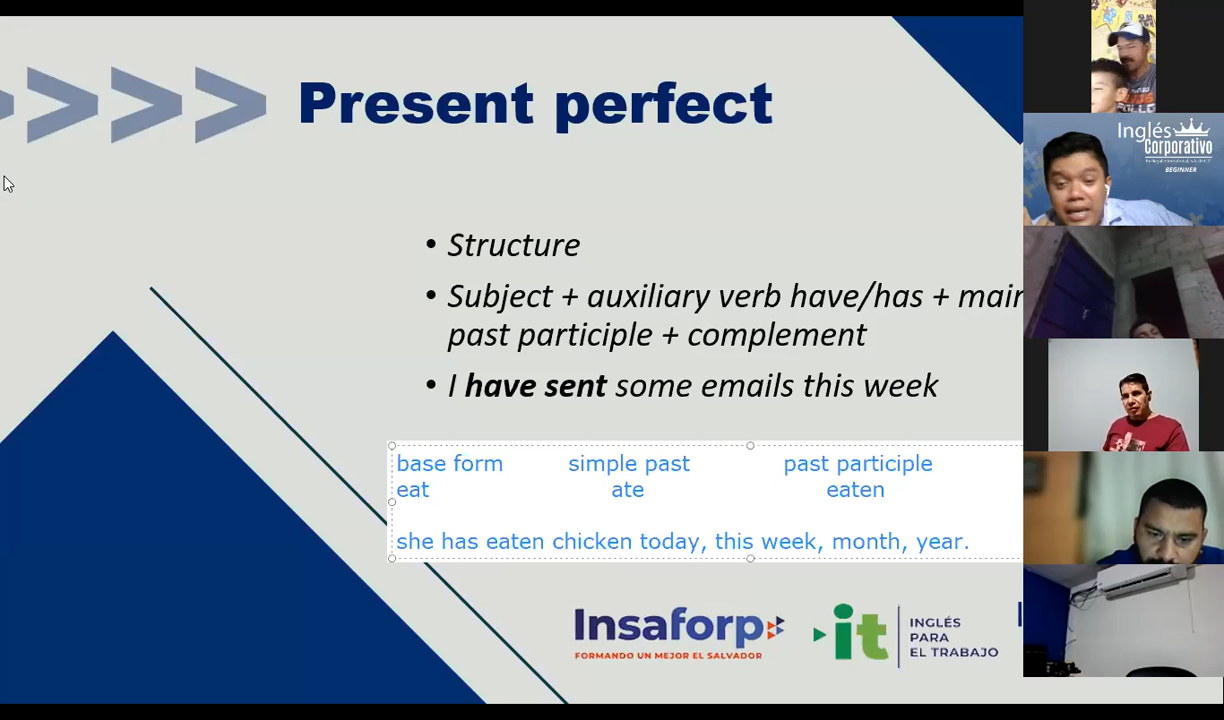 Present perfect
• Structure
• Subject + auxiliary verb have/has + main
past participle + complement
• I have sent some emails this week
base form simple past past participle
eat ate eaten
she has eaten chicken today, this week, month, year.
Insaforp
FORMANDO UN MEJOR EL SALVADOR
it
INGLÉS
PARA
EL TRABAJO
Inglés
Corporativo
BEGINNER